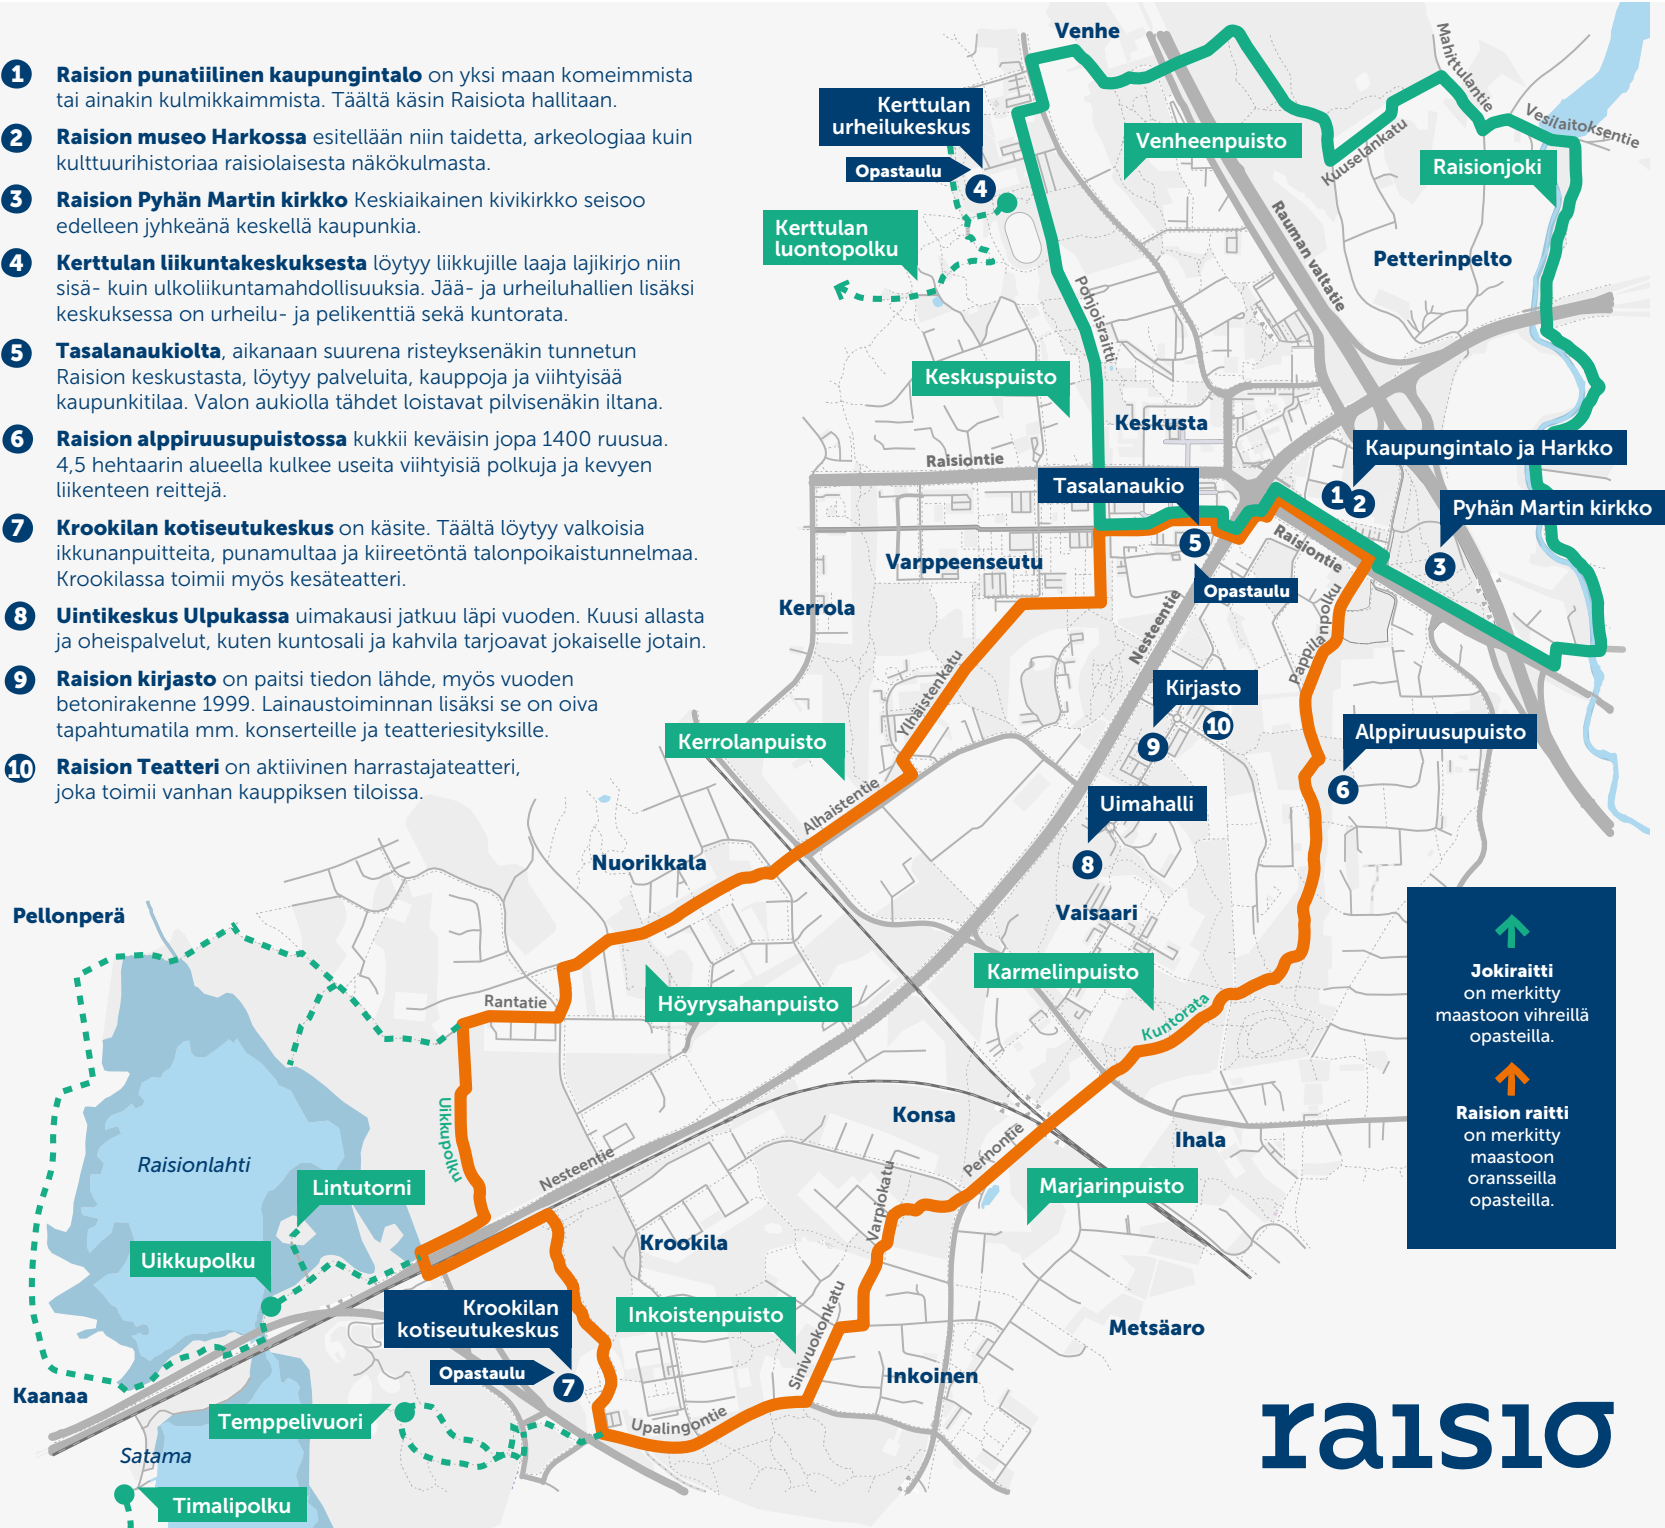 1 Raision punatiilinen kaupungintalo on yksi maan komeimmista
tai ainakin kulmikkaimmista. Täältä käsin Raisiota hallitaan.
2 Raision museo Harkossa esitellään niin taidetta, arkeologiaa kuin
kulttuurihistoriaa raisiolaisesta näkökulmasta.
3 Raision Pyhän Martin kirkko Keskiaikainen kivikirkko seisoo
edelleen jyhkeänä keskellä kaupunkia.
4 Kerttulan liikuntakeskuksesta löytyy liikkujille laaja lajikirjo niin
sisä- kuin ulkoliikuntamahdollisuuksia. Jää- ja urheiluhallien lisäksi
keskuksessa on urheilu- ja pelikenttiä sekä kuntorata.
5 Tasalanaukiolta, aikanaan suurena risteyksenäkin tunnetun
Raision keskustasta, löytyy palveluita, kauppoja ja viihtyisää
kaupunkitilaa. Valon aukiolla tähdet loistavat pilvisenäkin iltana.
6 Raision alppiruusupuistossa kukkii keväisin jopa 1400 ruusua.
4,5 hehtaarin alueella kulkee useita viihtyisiä polkuja ja kevyen
liikenteen reittejä.
7 Krookilan kotiseutukeskus on käsite. Täältä löytyy valkoisia
ikkunanpuitteita, punamultaa ja kiireetöntä talonpoikaistunnelmaa.
Krookilassa toimii myös kesäteatteri.
8 Uintikeskus Ulpukassa uimakausi jatkuu läpi vuoden. Kuusi allasta
ja oheispalvelut, kuten kuntosali ja kahvila tarjoavat jokaiselle jotain.
9 Raision kirjasto on paitsi tiedon lähde, myös vuoden
betonirakenne 1999. Lainaustoiminnan lisäksi se on oiva
tapahtumatila mm. konserteille ja teatteriesityksille.
10 Raision Teatteri on aktiivinen harrastajateatteri,
joka toimii vanhan kauppiksen tiloissa.
Venhe
Mahittulantie
Kerttulan
urheilukeskus
Vesilaitoksentie
Venheenpuisto
Kuuselankatu
Raisionjoki
Opastaulu
4
Kerttulan
luontopolku
Rauman valtatie
Petterinpelto
Pohjoisraitti
Keskuspuisto
Keskusta
Kaupungintalo ja Harkko
Raisiontie
Tasalanaukio
1
2
Pyhän Martin kirkko
5
Raisiontie
3
Varppeenseutu
Opastaulu
Kerrola
Nesteentie
Pappilanpolku
Ylhäistenkatu
Kirjasto
10
9
Alppiruusupuisto
Kerrolanpuisto
6
Alhaistentie
Uimahalli
8
Nuorikkala
Vaisaari
Pellonperä
Karmelinpuisto
Rantatie
Höyrysahanpuisto
Kuntorata
Jokiraitti
on merkitty
maastoon vihreillä
opasteilla.
Raision raitti
on merkitty
maastoon
oransseilla
opasteilla.
Uikkupolku
Konsa
Ihala
Pernontie
Raisionlahti
Nesteentie
Lintutorni
Varpiokatu
Marjarinpuisto
Krookila
Uikkupolku
Krookilan
kotiseutukeskus
Inkoistenpuisto
Sinivuokonkatu
Metsäaro
Opastaulu
7
Inkoinen
Kaanaa
Temppelivuori
Upalingontie
raisio
Satama
Timalipolku